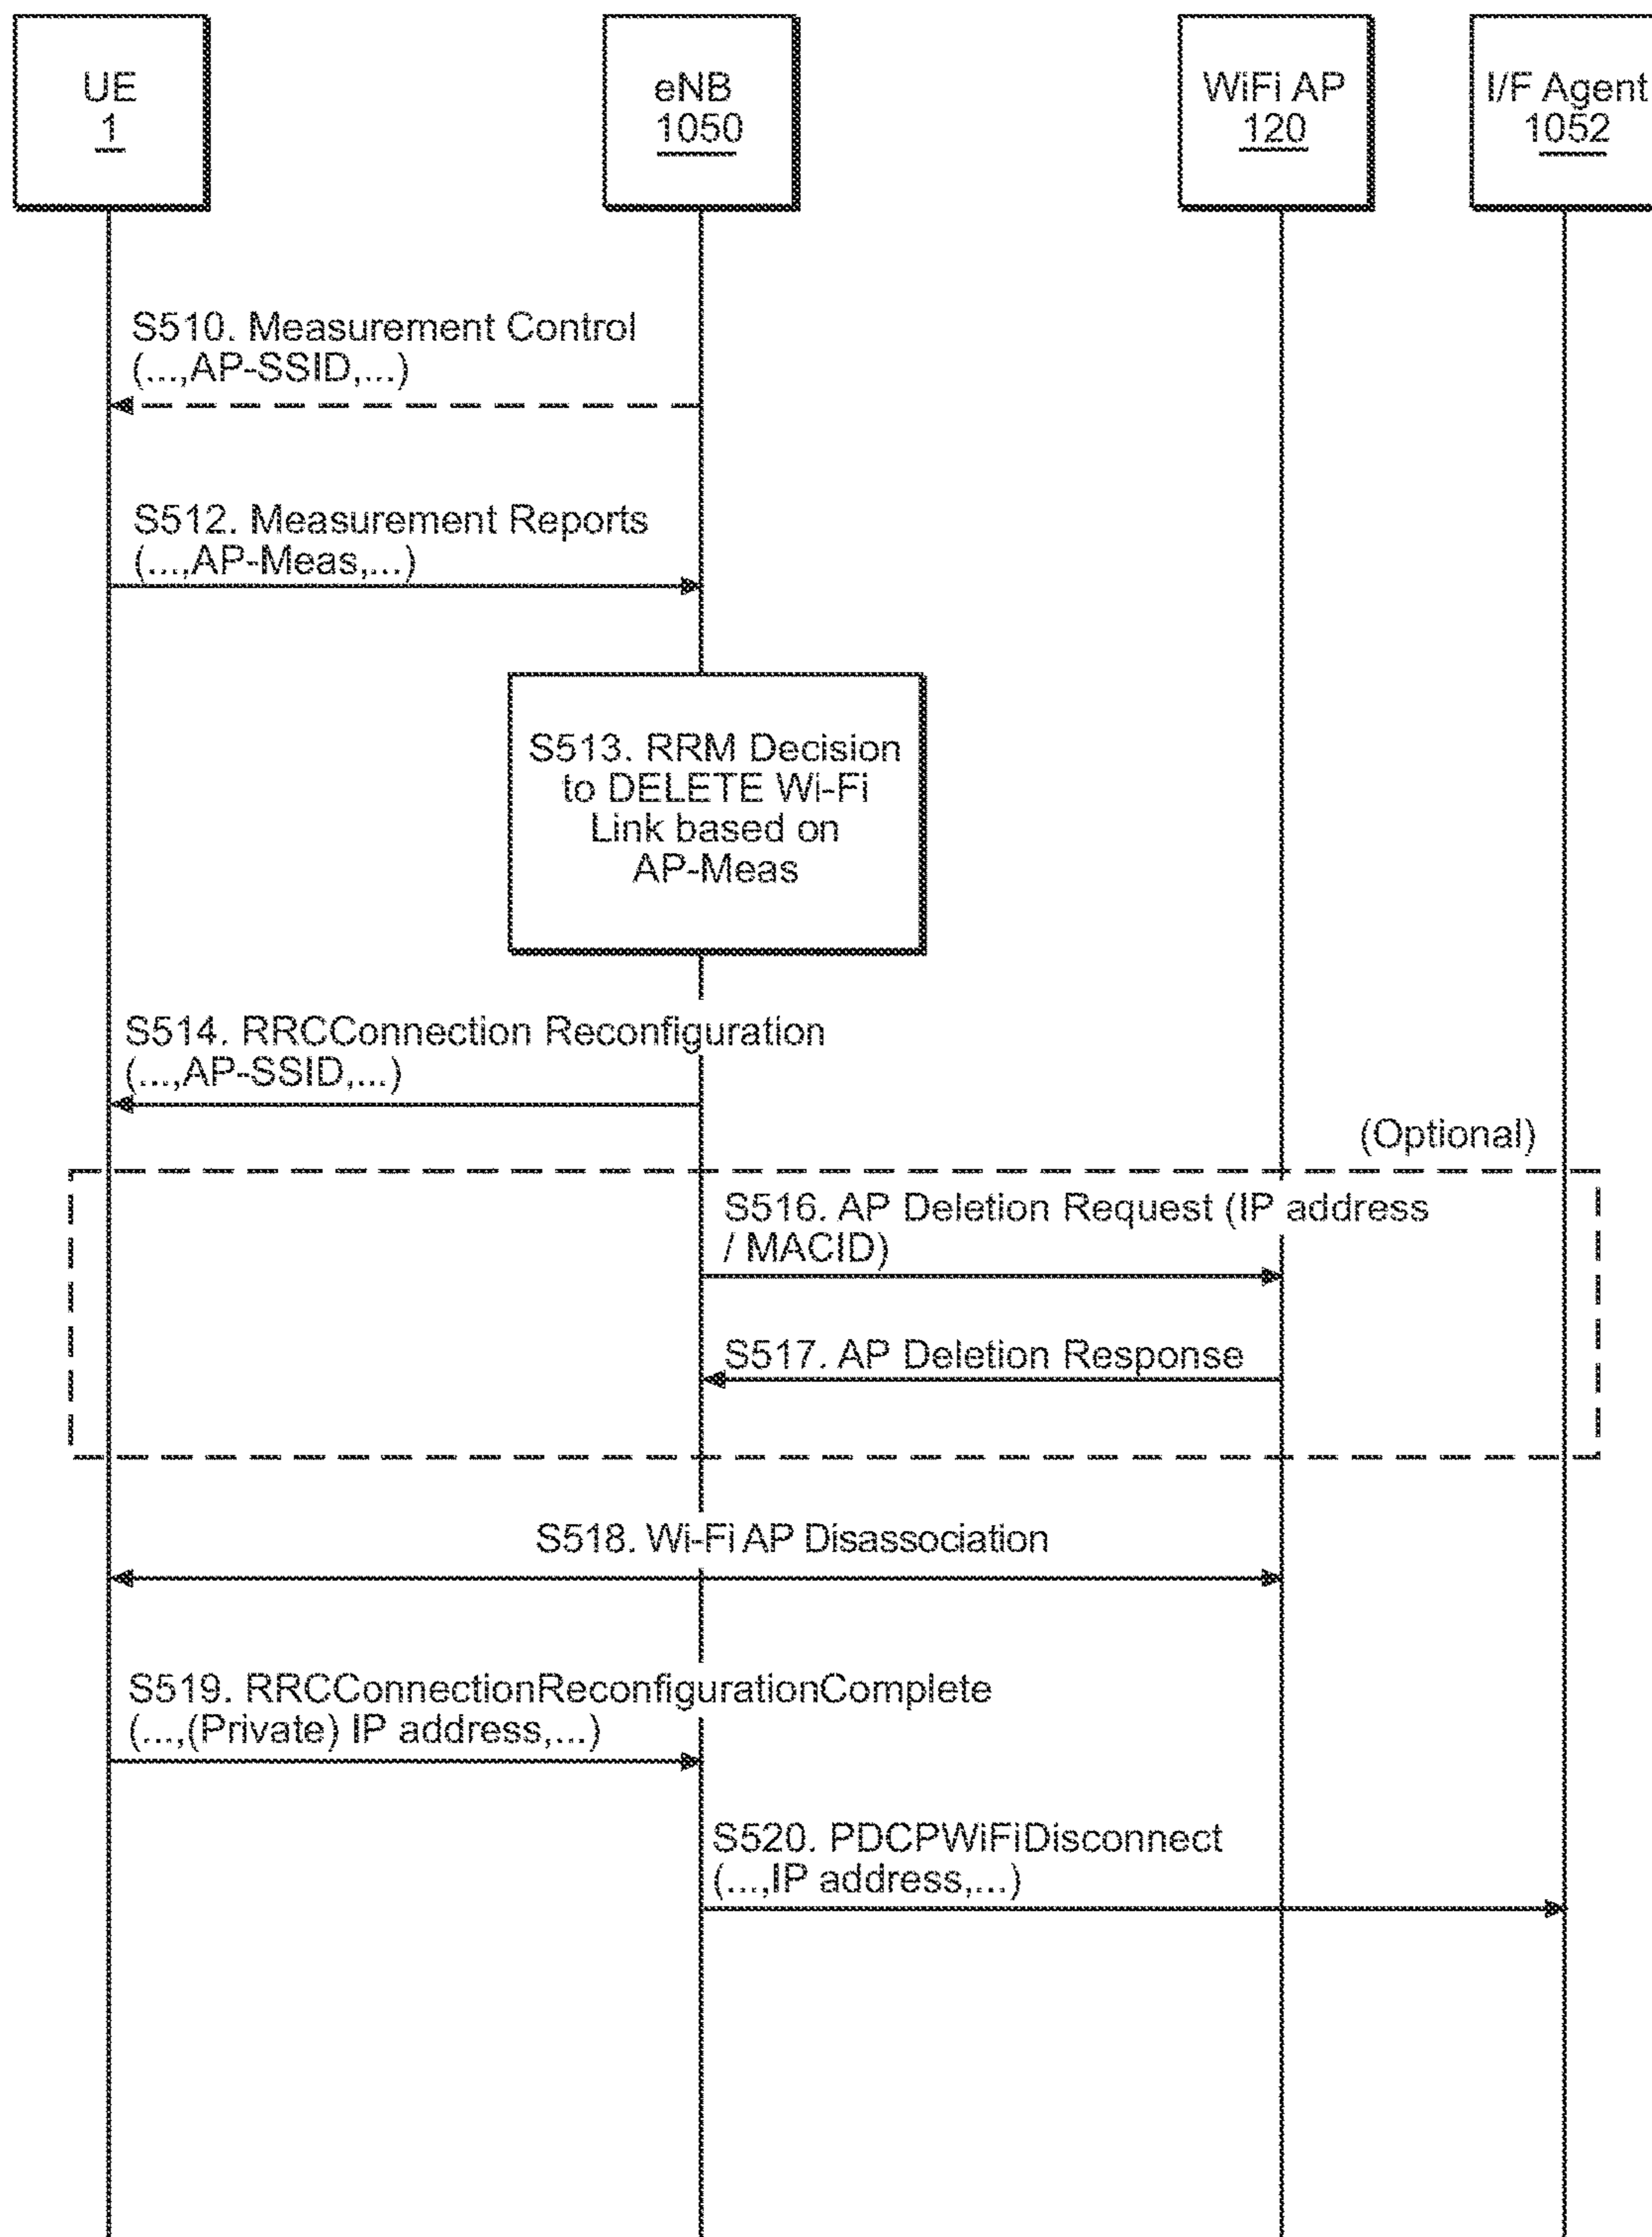 UE
1
eNB
1050
WiFi AP
120
I/F Agent
1052
S510. Measurement Control
(...,AP-SSID,...)
S512. Measurement Reports
(...,AP-Meas,...)
S513. RRM Decision
to DELETE Wi-Fi
Link based on
AP-Meas
S514. RRCConnection Reconfiguration
(...,AP-SSID,...)
(Optional)
S516. AP Deletion Request (IP address
/ MACID)
S517. AP Deletion Response
S518. Wi-Fi AP Disassociation
S519. RRCConnectionReconfigurationComplete
(...,(Private) IP address,...)
S520. PDCPWiFiDisconnect
(...,IP address,...)